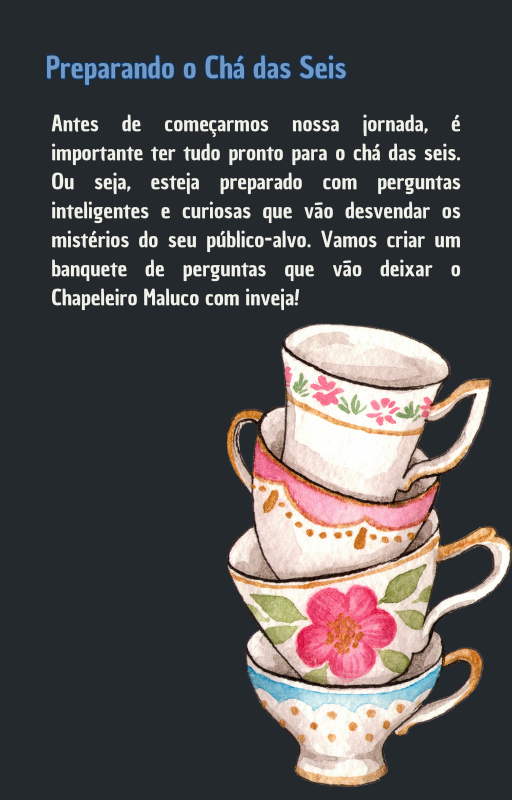 Preparando o Chá das Seis
Antes de começarmos nossa jornada, é
importante ter tudo pronto para o chá das seis.
Ou seja, esteja preparado com perguntas
inteligentes e curiosas que vão desvendar os
mistérios do seu público-alvo. Vamos criar um
banquete de perguntas que vão deixar o
Chapeleiro Maluco com inveja!